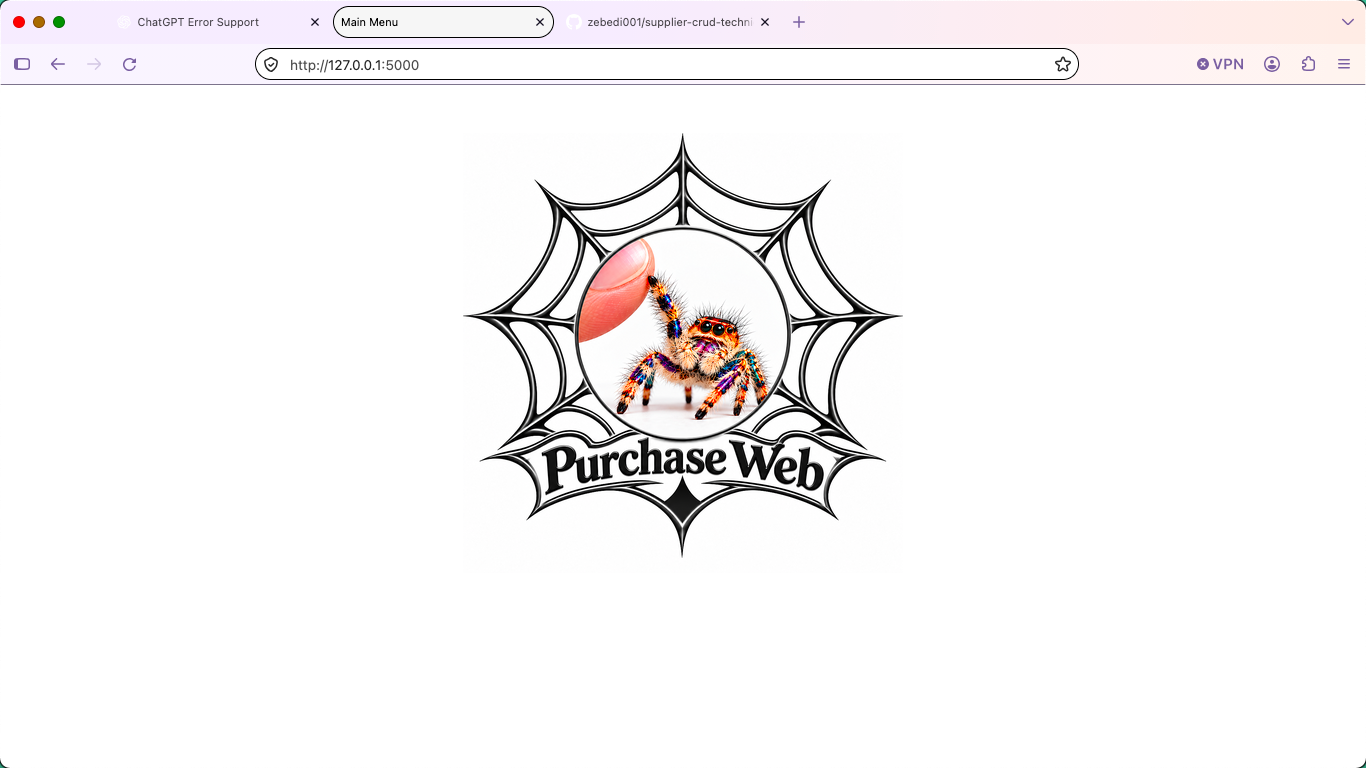 ChatGPT Error Support
Main Menu
zebedi001/supplier-crud-techni
http://127.0.0.1:5000
VPN
Purchase Web